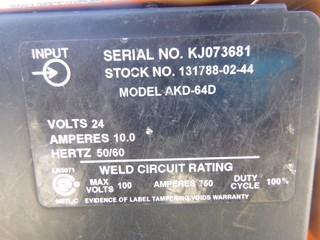 INPUT
SERIAL NO. KJ073681
STOCK NO. 131788-02-44
MODEL AKD-64D
VOLTS 24
AMPERES 10.0
HERTZ 50/60
WELD CIRCUIT RATING
MAX VOLTS 100 AMPERES 750 DUTY CYCLE 100%
EVIDENCE OF LABEL TAMPERING VOIDS WARRANTY